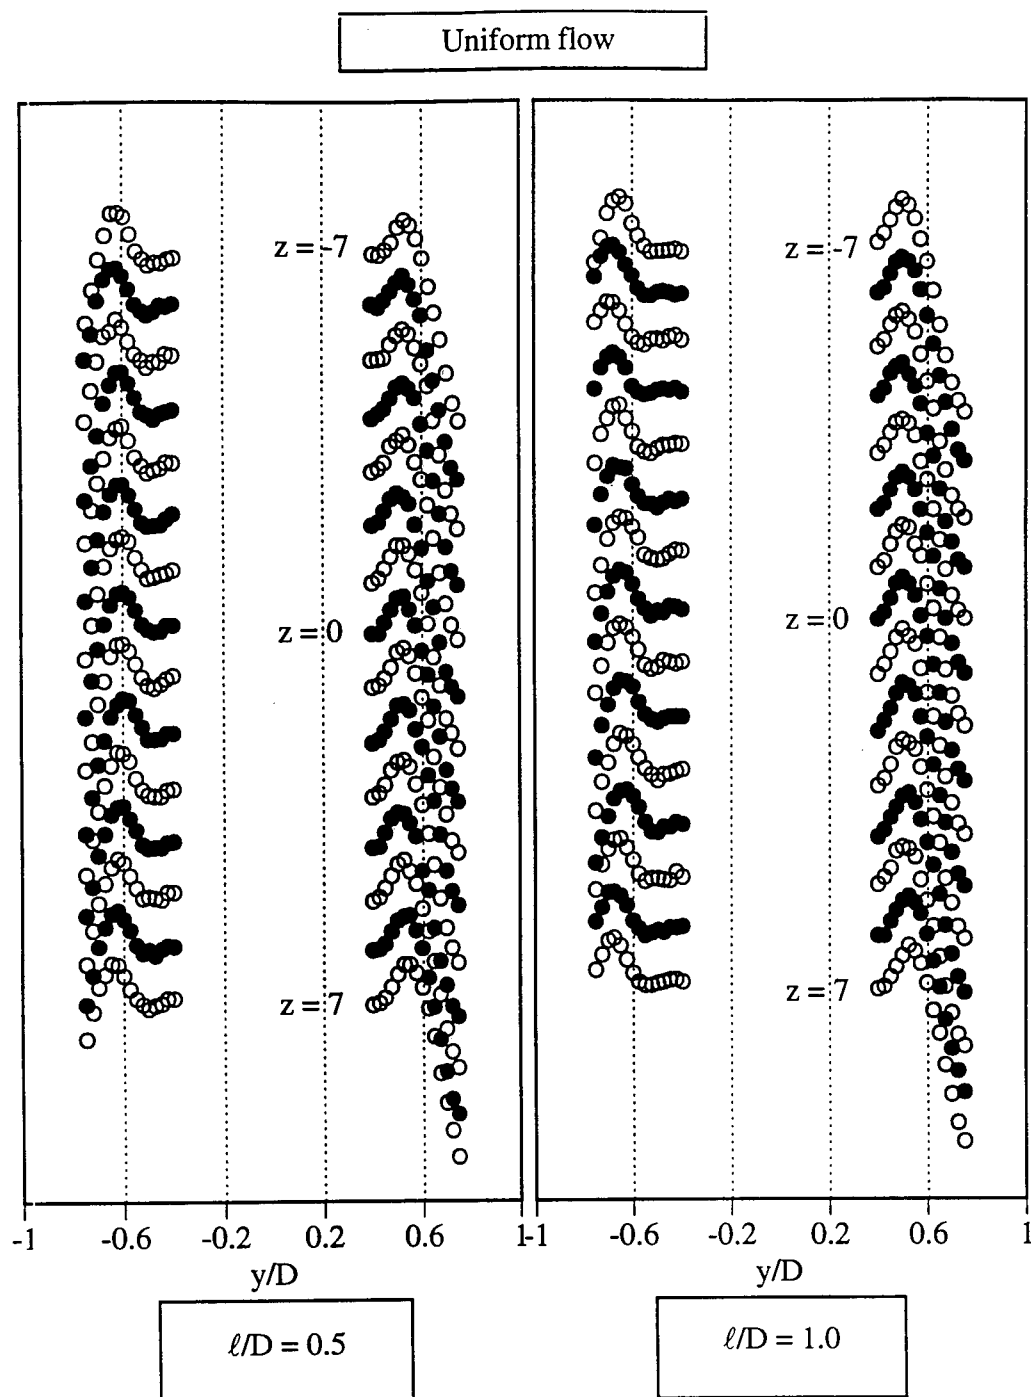 Uniform flow
z = -7
z = -7
z = 0
z = 0
z = 7
z = 7
-1 -0.6 -0.2 0.2 0.6 1
-1 -0.6 -0.2 0.2 0.6 1
y/D
y/D
ℓ/D = 0.5
ℓ/D = 1.0